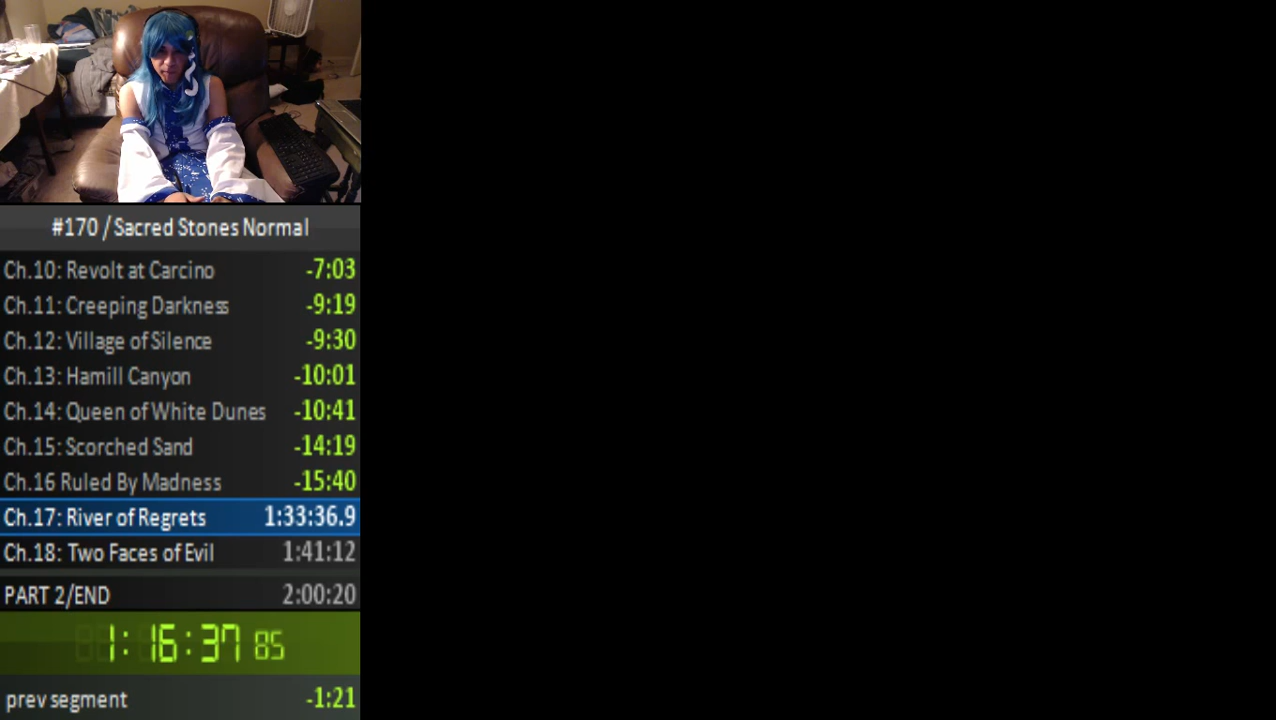 #170 / Sacred Stones Normal
Ch.10: Revolt at Carcino -7:03
Ch.11: Creeping Darkness -9:19
Ch.12: Village of Silence -9:30
Ch.13: Hamill Canyon -10:01
Ch.14: Queen of White Dunes -10:41
Ch.15: Scorched Sand -14:19
Ch.16 Ruled By Madness -15:40
Ch.17: River of Regrets 1:33:36.9
Ch.18: Two Faces of Evil 1:41:12
PART 2/END 2:00:20
1:16:37 85
prev segment -1:21